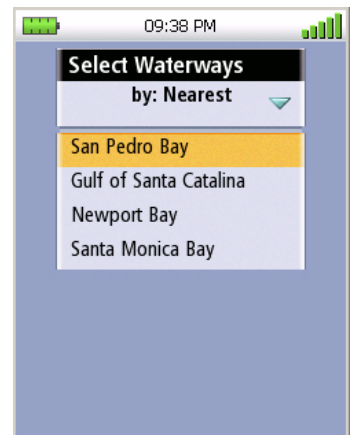 09:38 PM
Select Waterways
by: Nearest
San Pedro Bay
Gulf of Santa Catalina
Newport Bay
Santa Monica Bay